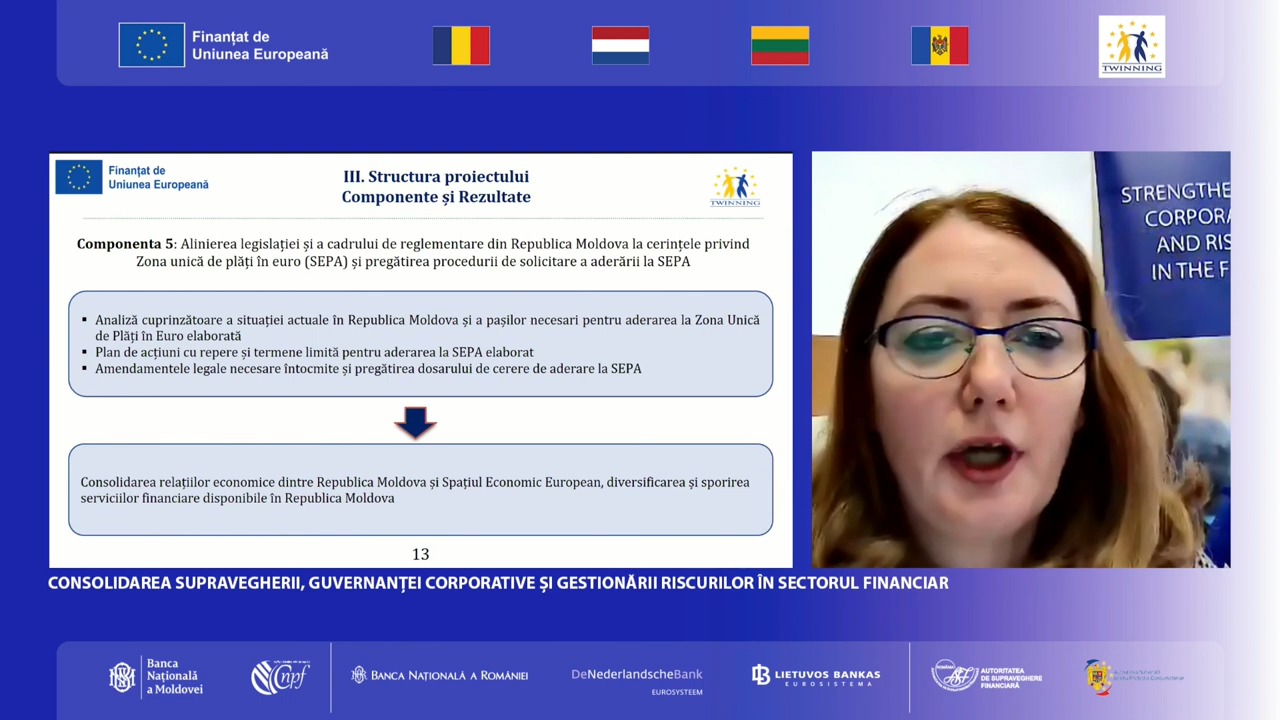 Finanțat de
Uniunea Europeană
TWINNING
Finanțat de
Uniunea Europeană
III. Structura proiectului
Componente și Rezultate
TWINNING
Componenta 5: Alinierea legislației și a cadrului de reglementare din Republica Moldova la cerințele privind
Zona unică de plăți în euro (SEPA) și pregătirea procedurii de solicitare a aderării la SEPA
▪ Analiză cuprinzătoare a situației actuale în Republica Moldova și a pașilor necesari pentru aderarea la Zona Unică
de Plăți în Euro elaborată
▪ Plan de acțiuni cu repere și termene limită pentru aderarea la SEPA elaborat
▪ Amendamentele legale necesare întocmite și pregătirea dosarului de cerere de aderare la SEPA
Consolidarea relațiilor economice dintre Republica Moldova și Spațiul Economic European, diversificarea și sporirea
serviciilor financiare disponibile în Republica Moldova
13
STRENGTHE
CORPORA
AND RIS
IN THE F
CONSOLIDAREA SUPRAVEGHERII, GUVERNANȚEI CORPORATIVE ȘI GESTIONĂRII RISCURILOR ÎN SECTORUL FINANCIAR
Banca
Națională
a Moldovei
cnpf
BANCA NAȚIONALĂ A ROMÂNIEI
DeNederlandscheBank
EUROSYSTEEM
LIETUVOS BANKAS
EUROSISTEMA
ASF
AUTORITATEA
DE SUPRAVEGHERE
FINANCIARĂ